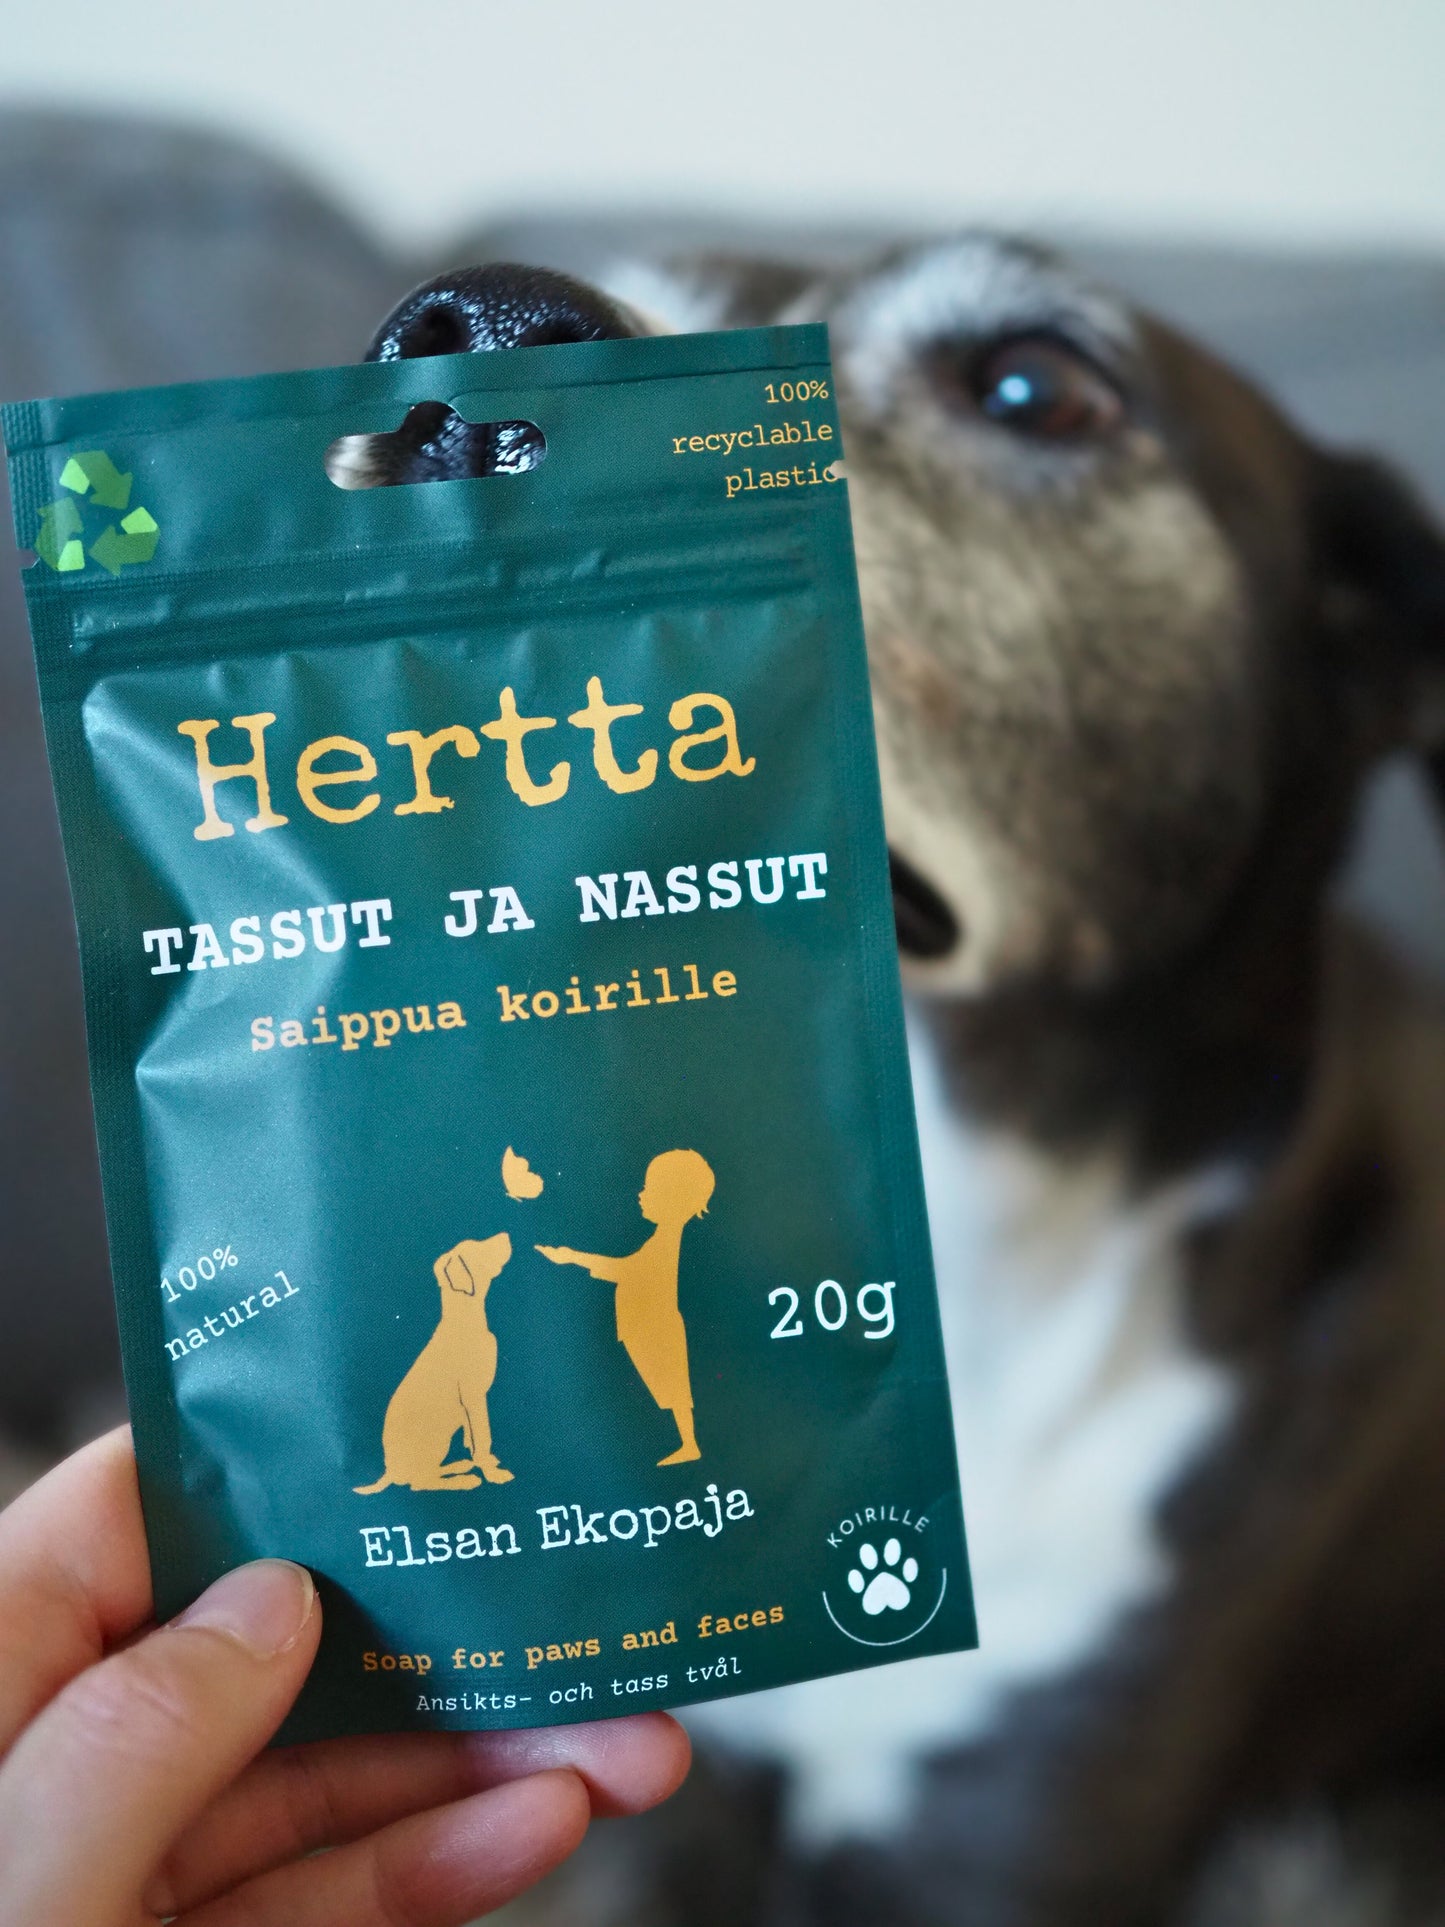 100%
recyclable
plastic
Hertta
TASSUT JA NASSUT
Saippua koirille
100%
natural
20g
Elsan Ekopaja
KOIRILLE
Soap for paws and faces
Ansikts- och tass tvål